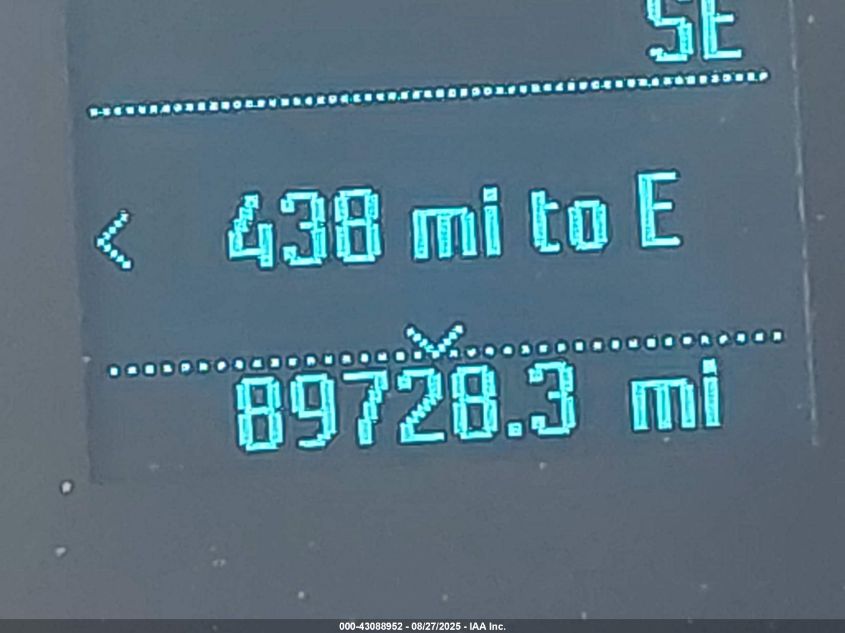 SE
438 mi to E
89728.3 mi
000-43088952 - 08/27/2025 - IAA Inc.